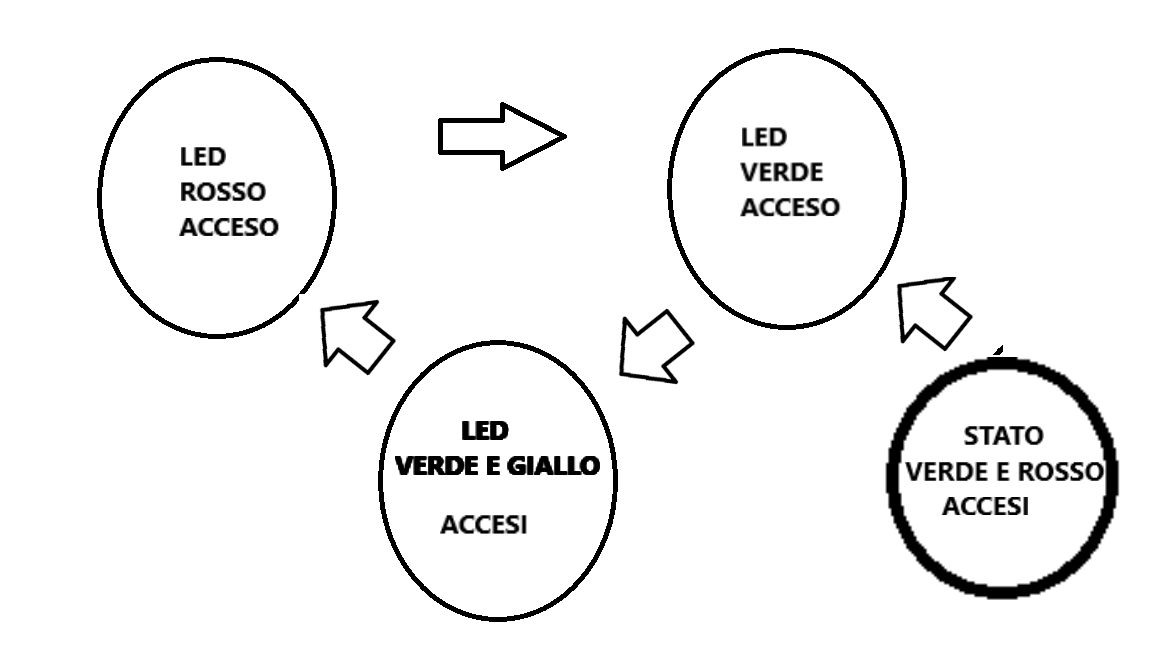 LED
ROSSO
ACCESO
LED
VERDE
ACCESO
LED
VERDE E GIALLO
ACCESI
STATO
VERDE E ROSSO
ACCESI